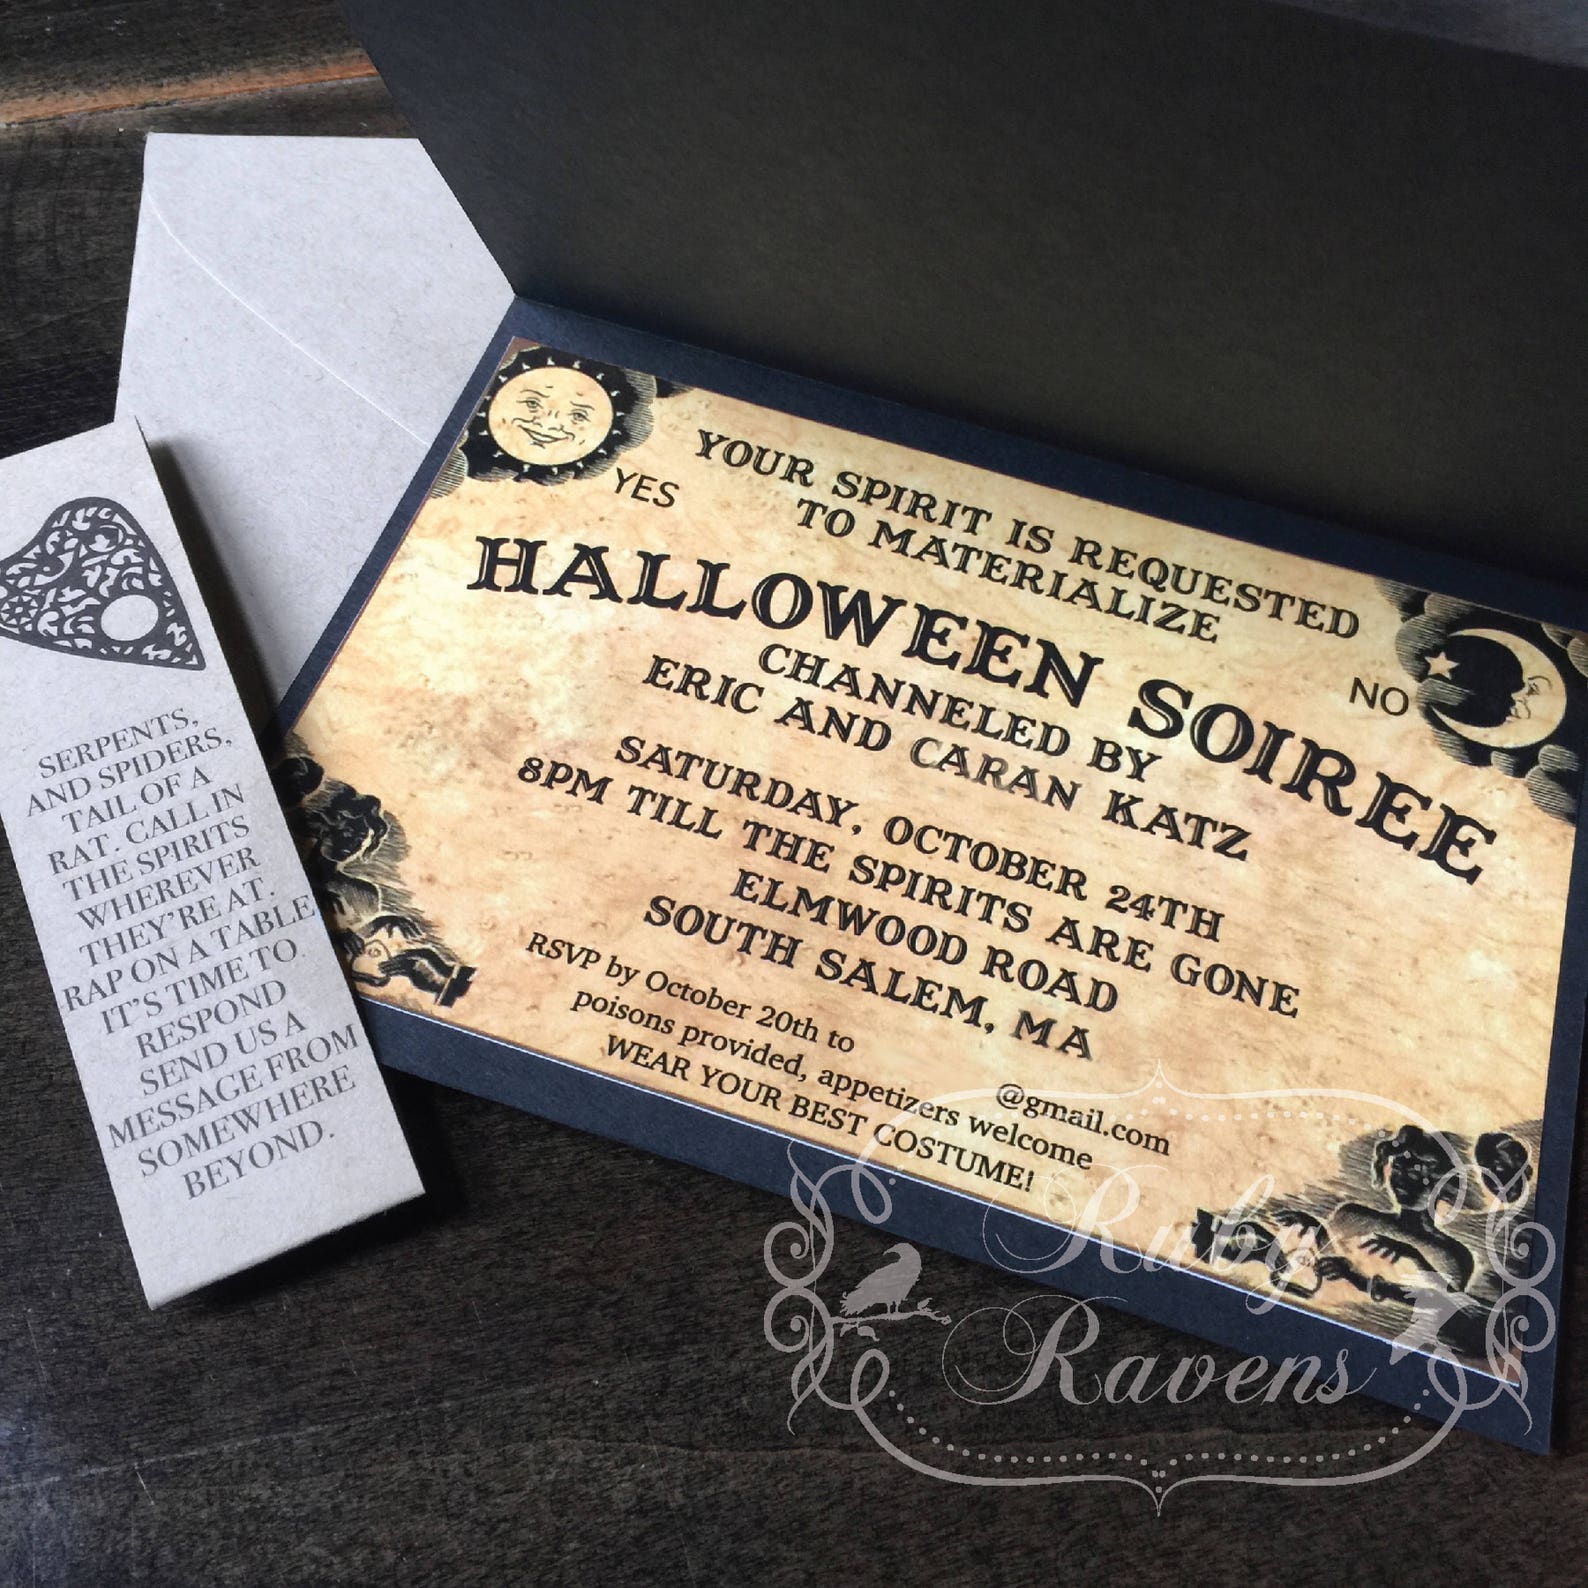 SERPENTS,
AND SPIDERS,
TAIL OF A
RAT. CALL IN
THE SPIRITS
WHEREVER
THEY'RE AT.
RAP ON A TABLE
IT'S TIME TO
RESPOND
SEND US A
MESSAGE FROM
SOMEWHERE
BEYOND.
YES
NO
YOUR SPIRIT IS REQUESTED
TO MATERIALIZE
HALLOWEEN SOIREE
CHANNELED BY
ERIC AND CARAN KATZ
SATURDAY, OCTOBER 24TH
8PM TILL THE SPIRITS ARE GONE
ELMWOOD ROAD
SOUTH SALEM, MA
RSVP by October 20th to @gmail.com
poisons provided, appetizers welcome
WEAR YOUR BEST COSTUME!
Ruby
Ravens